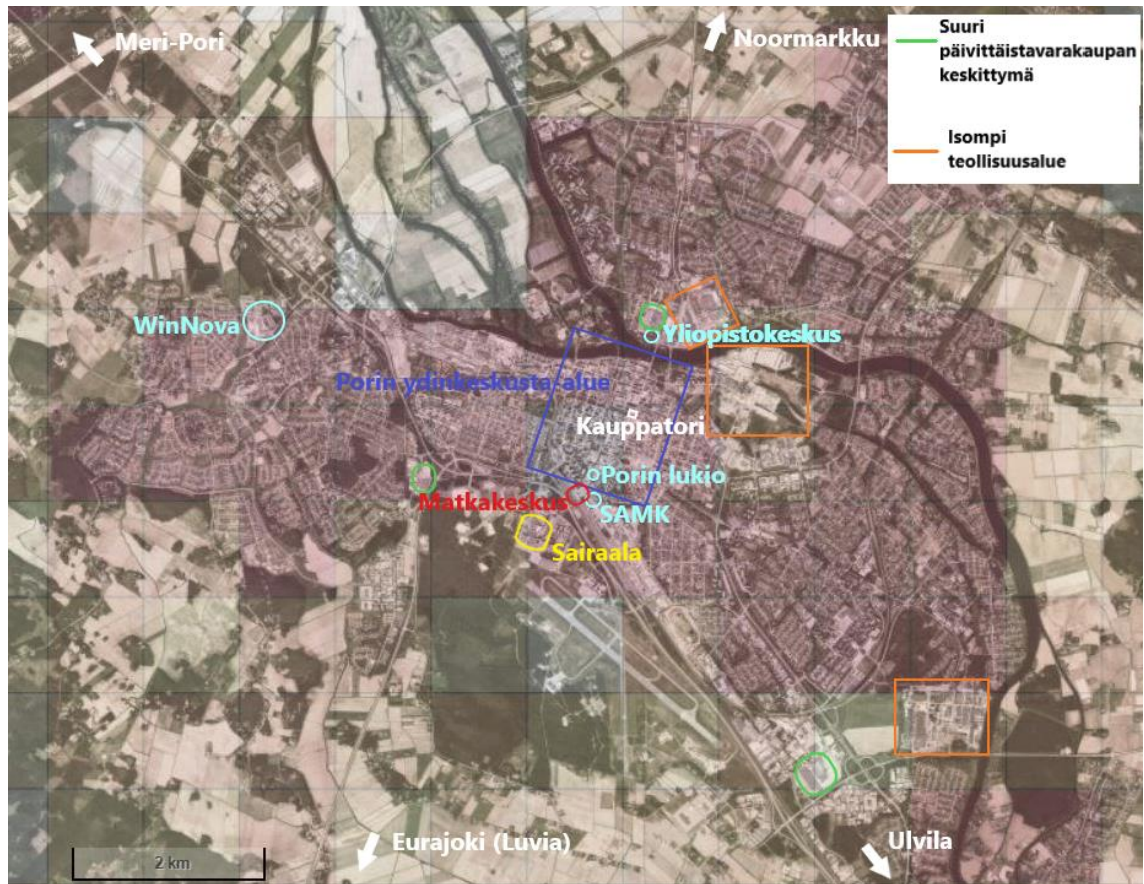 Meri-Pori
Noormarkku
Suuri
päivittäistavarakaupan
keskittymä
Isompi
teollisuusalue
WinNova
Yliopistokeskus
Porin ydinkeskusta-alue
Kauppatori
Porin lukio
Matkakeskus
SAMK
Sairaala
Eurajoki (Luvia)
Ulvila
2 km